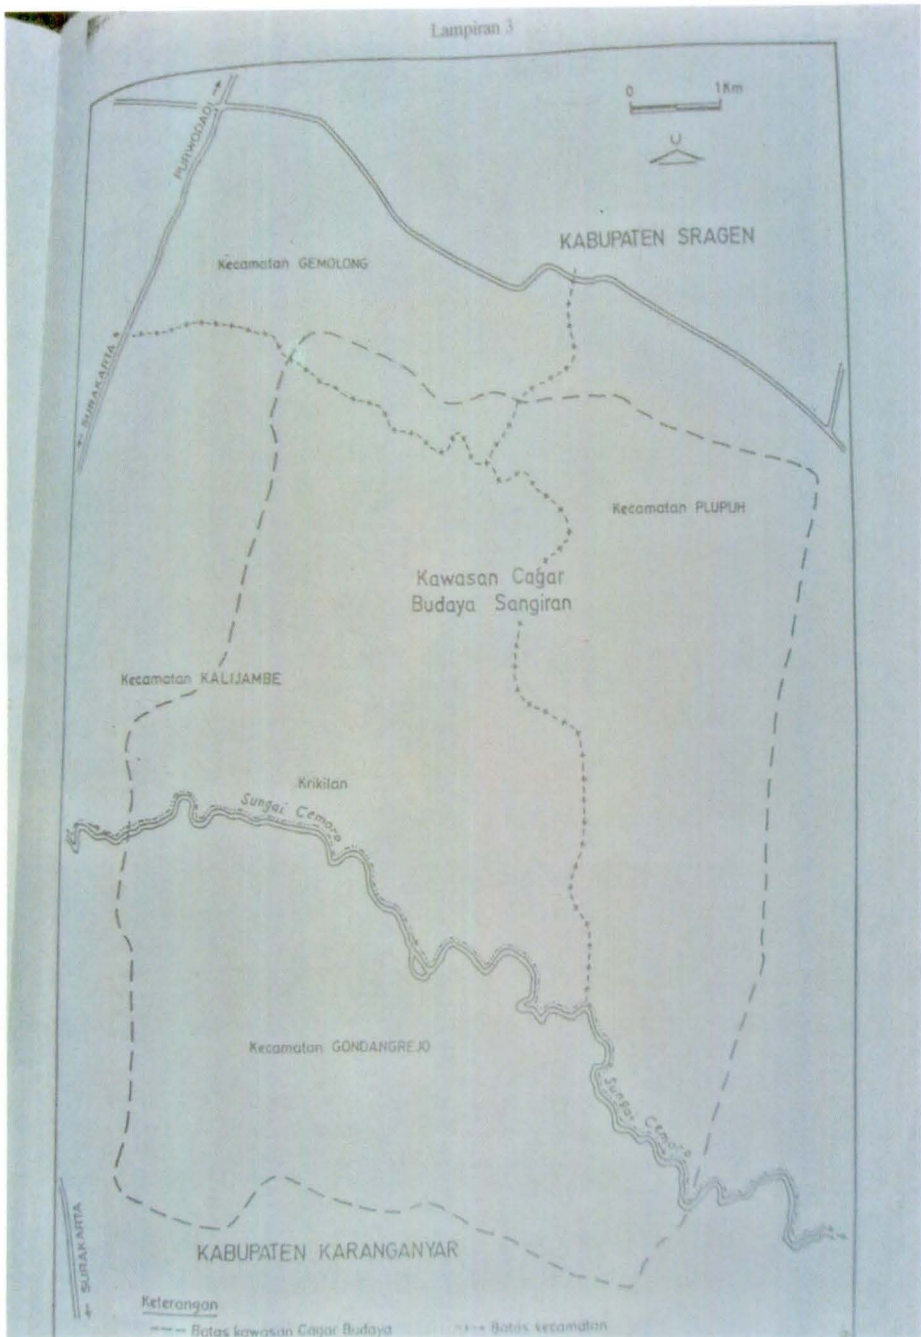 Lampiran 3
0 1Km
U
PURWODADI
KABUPATEN SRAGEN
Kecamatan GEMOLONG
SURAKARTA
Kecamatan PLUPUH
Kawasan Cagar
Budaya Sangiran
Kecamatan KALIJAMBE
Krikilan
Sungai Cemoro
Kecamatan GONDANGREJO
Sungai Cemoro
SURAKARTA
KABUPATEN KARANGANYAR
Keterangan
Batas kawasan Cagar Budaya
Batas kecamatan